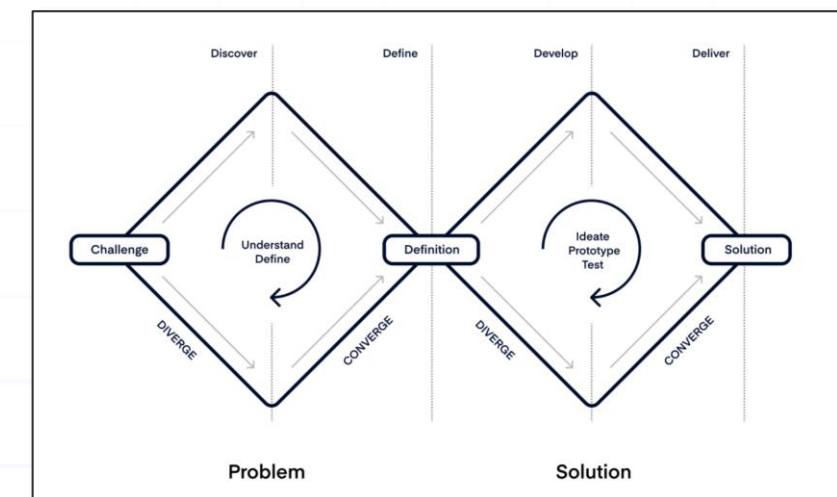 Discover
Define
Develop
Deliver
Challenge
Understand
Define
Definition
Ideate
Prototype
Test
Solution
DIVERGE
CONVERGE
DIVERGE
CONVERGE
Problem
Solution